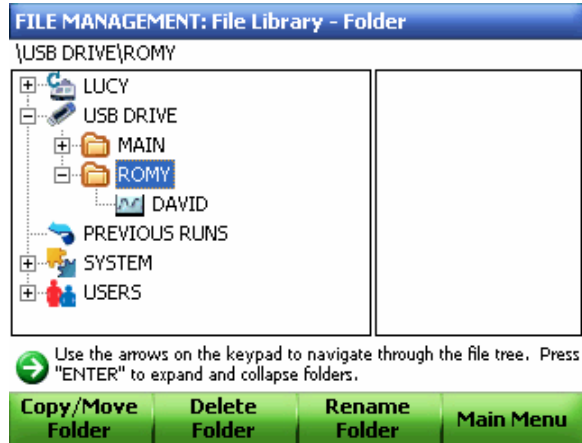 FILE MANAGEMENT: File Library - Folder
\USB DRIVE\ROMY
LUCY
USB DRIVE
MAIN
ROMY
DAVID
PREVIOUS RUNS
SYSTEM
USERS
Use the arrows on the keypad to navigate through the file tree. Press
"ENTER" to expand and collapse folders.
Copy/Move Folder
Delete Folder
Rename Folder
Main Menu